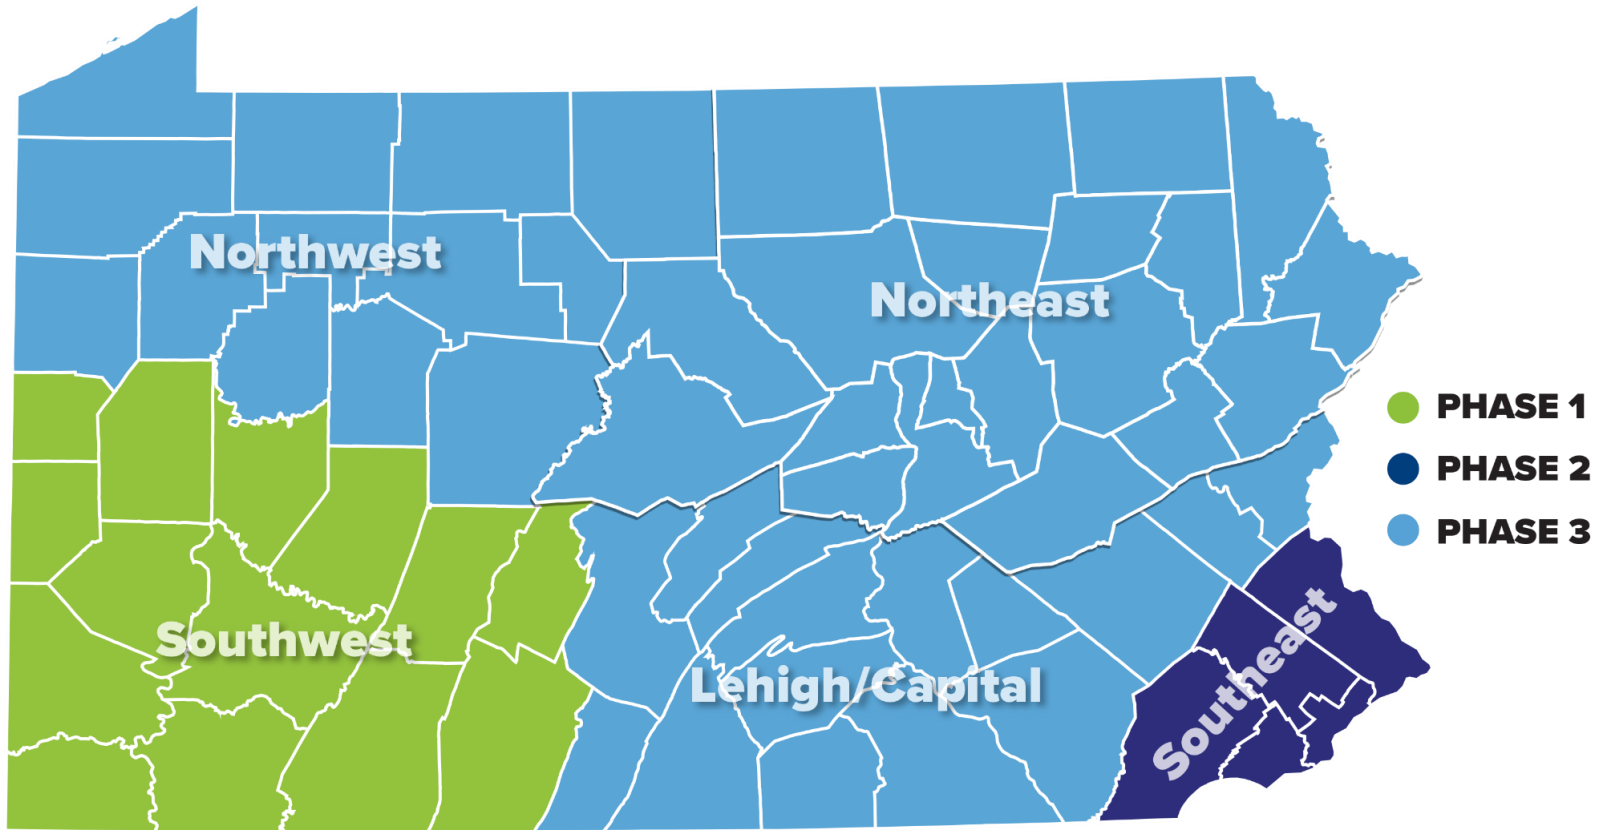 Northwest
Northeast
PHASE 1
PHASE 2
PHASE 3
Southwest
Lehigh/Capital
Southeast